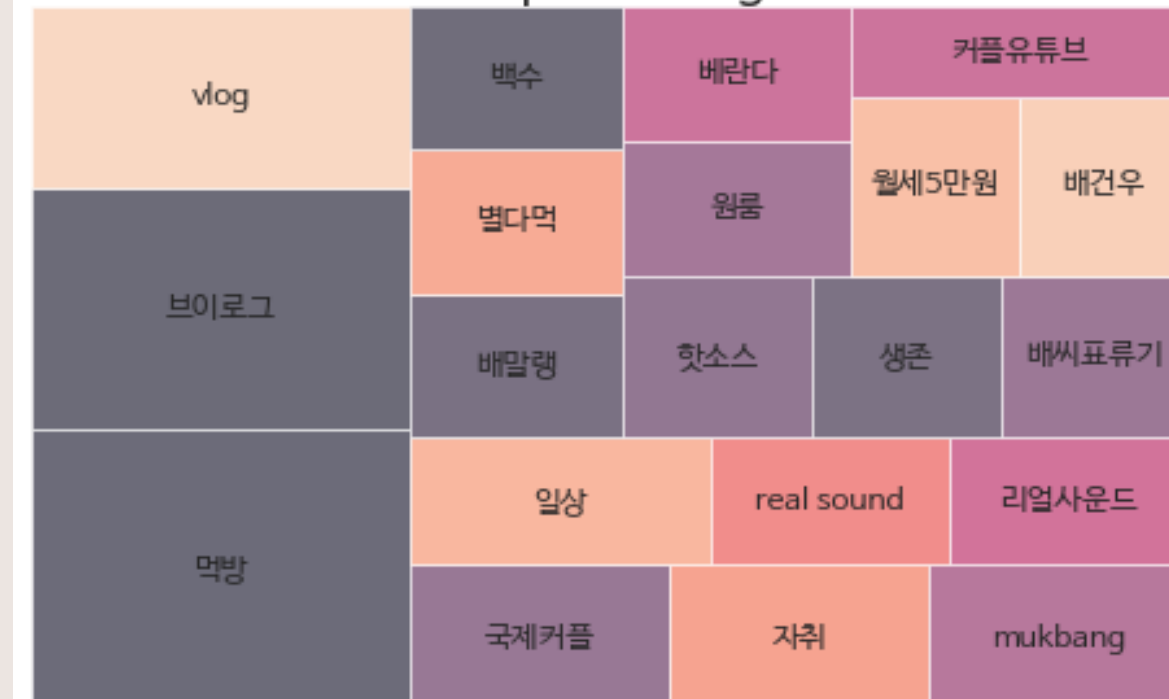 vlog
백수
베란다
커플유튜브
별다먹
원룸
월세5만원
배건우
브이로그
배말랭
핫소스
생존
배씨표류기
먹방
일상
real sound
리얼사운드
국제커플
자취
mukbang